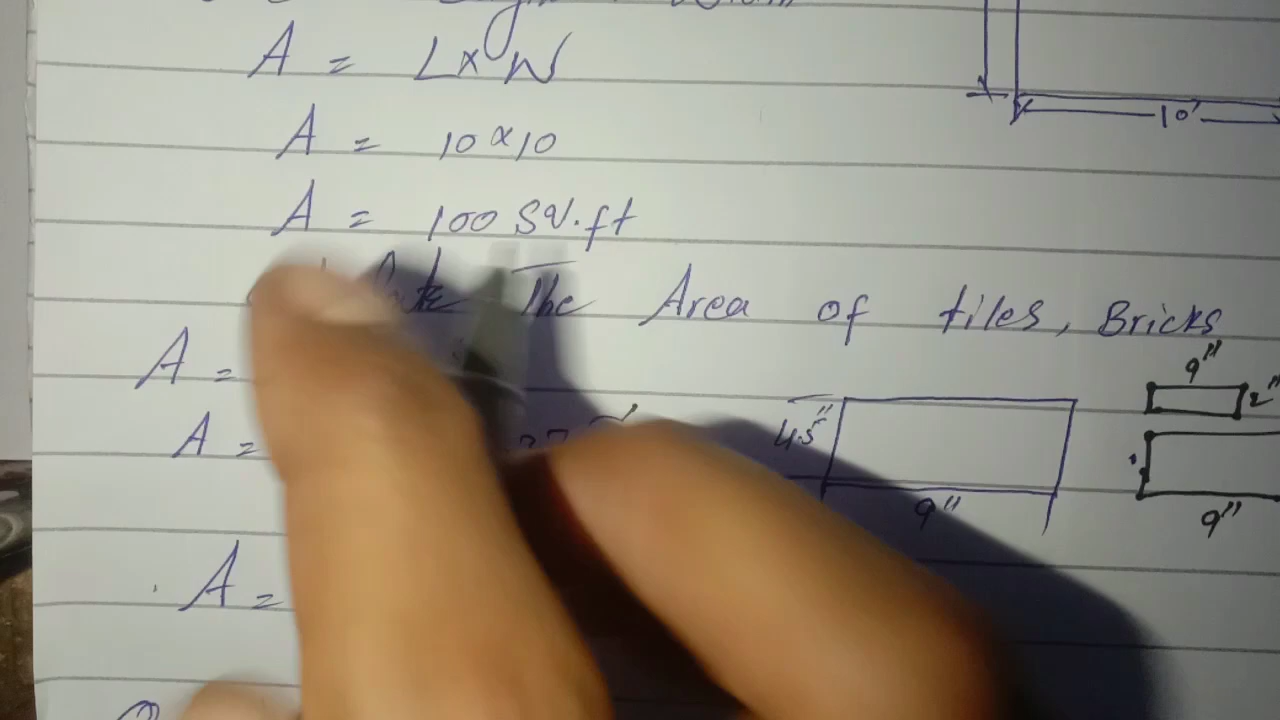 A = L x W
10'
A = 10 x 10
A = 100 SQ.ft
The Area of tiles, Bricks
A =
9"
2"
A =
4.5"
9"
9"
A =